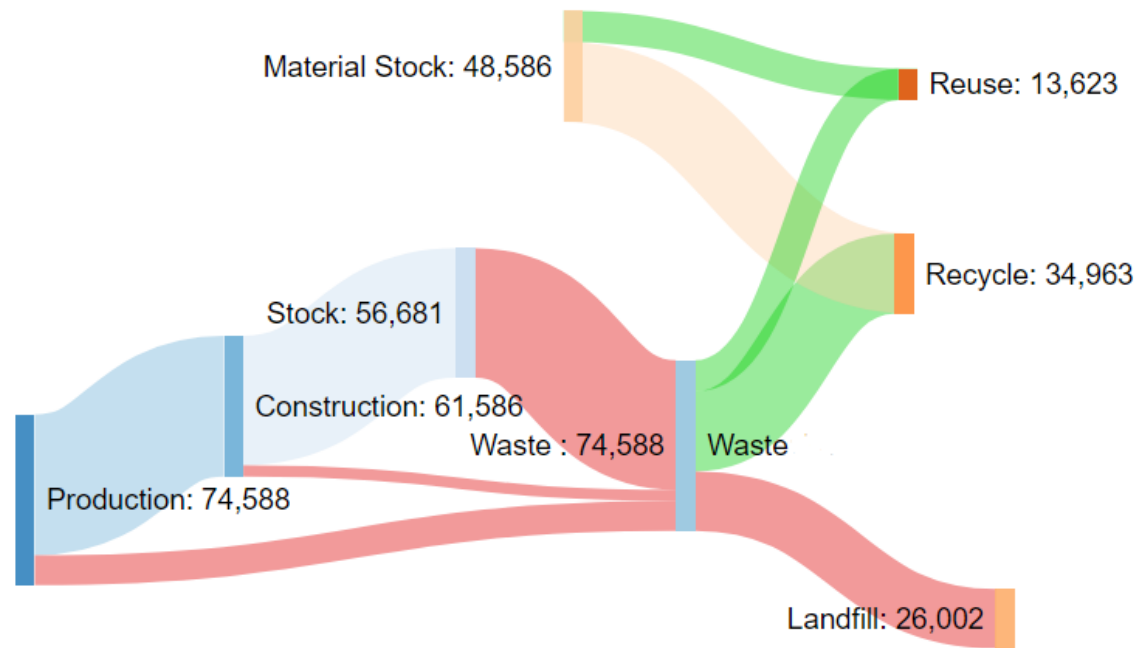 Material Stock: 48,586
Reuse: 13,623
Recycle: 34,963
Stock: 56,681
Construction: 61,586
Waste : 74,588
Waste
Production: 74,588
Landfill: 26,002